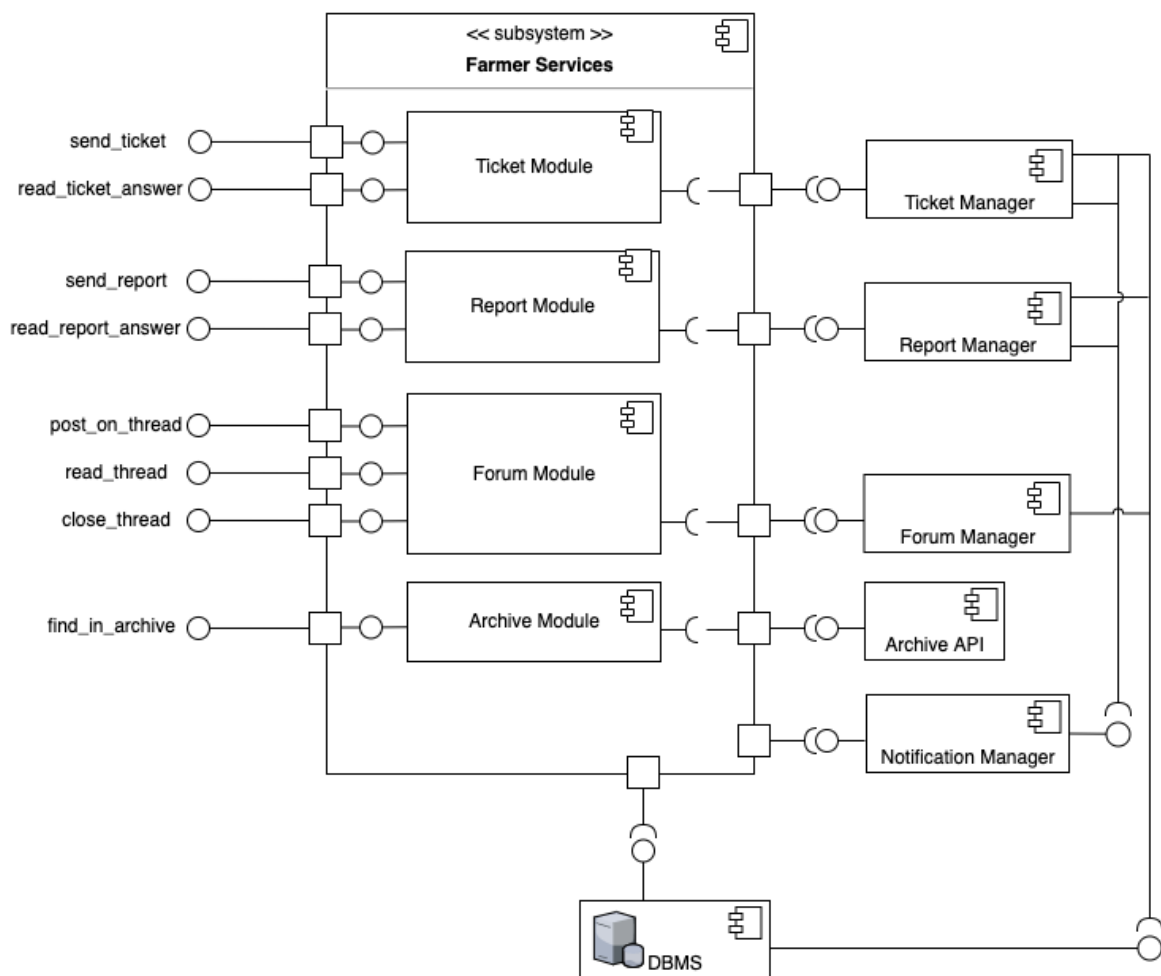 << subsystem >>
Farmer Services
send_ticket
Ticket Module
read_ticket_answer
Ticket Manager
send_report
Report Module
read_report_answer
Report Manager
post_on_thread
read_thread
Forum Module
close_thread
Forum Manager
find_in_archive
Archive Module
Archive API
Notification Manager
DBMS